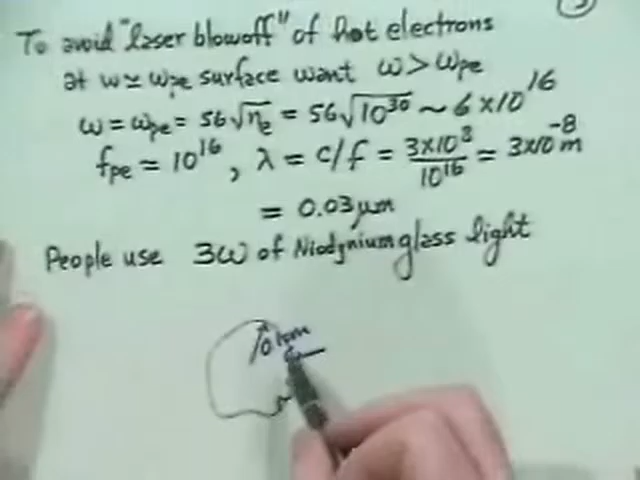 To avoid "laser blowoff" of hot electrons
at ω ≃ ωpe surface want ω > ωpe
ω = ωpe = 56√ne = 56√10^30 ~ 6×10^16
fpe = 10^16, λ = c/f = 3×10^8/10^16 = 3×10^-8 m
= 0.03 μm
People use 3ω of Niodynium glass light